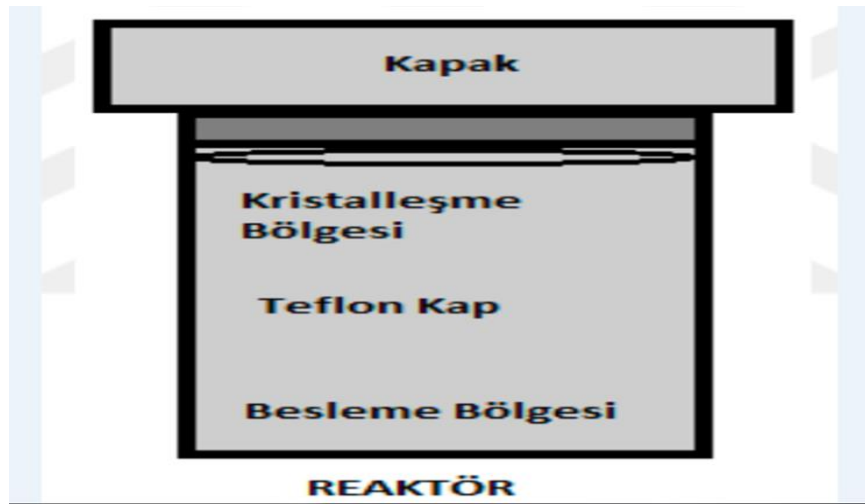 Kapak
Kristalleşme
Bölgesi
Teflon Kap
Besleme Bölgesi
REAKTÖR